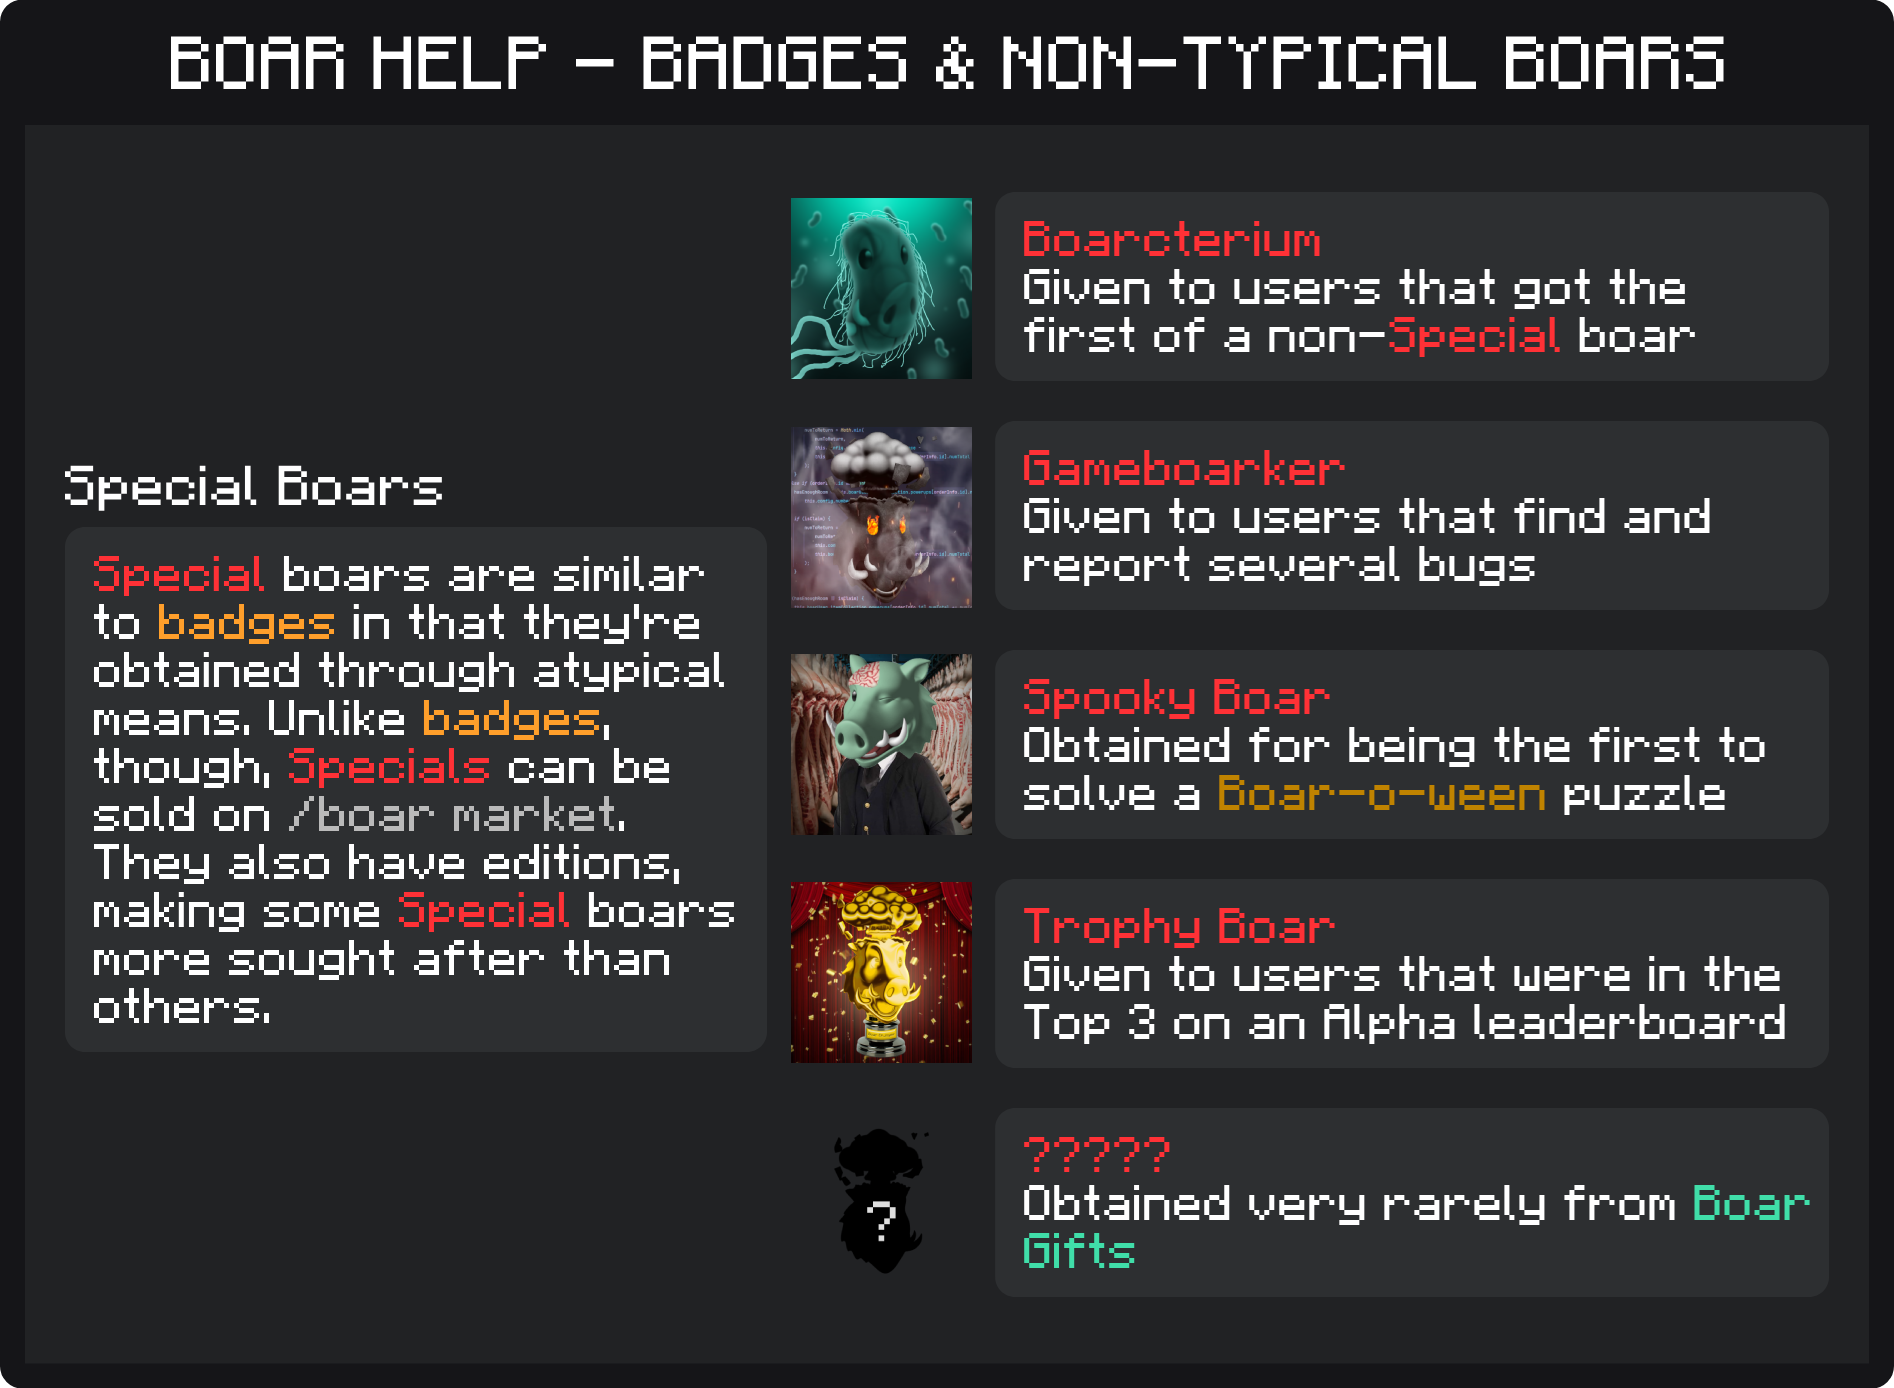 BOAR HELP - BADGES & NON-TYPICAL BOARS
Special Boars
Special boars are similar
to badges in that they're
obtained through atypical
means. Unlike badges,
though, Specials can be
sold on /boar market.
They also have editions,
making some Special boars
more sought after than
others.
Boarcterium
Given to users that got the
first of a non-Special boar
Gameboarker
Given to users that find and
report several bugs
Spooky Boar
Obtained for being the first to
solve a Boar-o-ween puzzle
Trophy Boar
Given to users that were in the
Top 3 on an Alpha leaderboard
?
?????
Obtained very rarely from Boar
Gifts